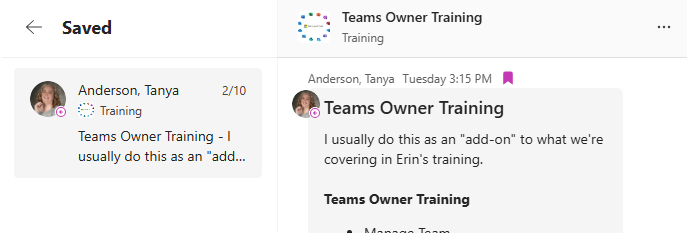 Saved
Anderson, Tanya 2/10
Training
Teams Owner Training - I
usually do this as an "add...
Teams Owner Training
Training
Anderson, Tanya Tuesday 3:15 PM
Teams Owner Training
I usually do this as an "add-on" to what we're
covering in Erin's training.
Teams Owner Training
Manage Team